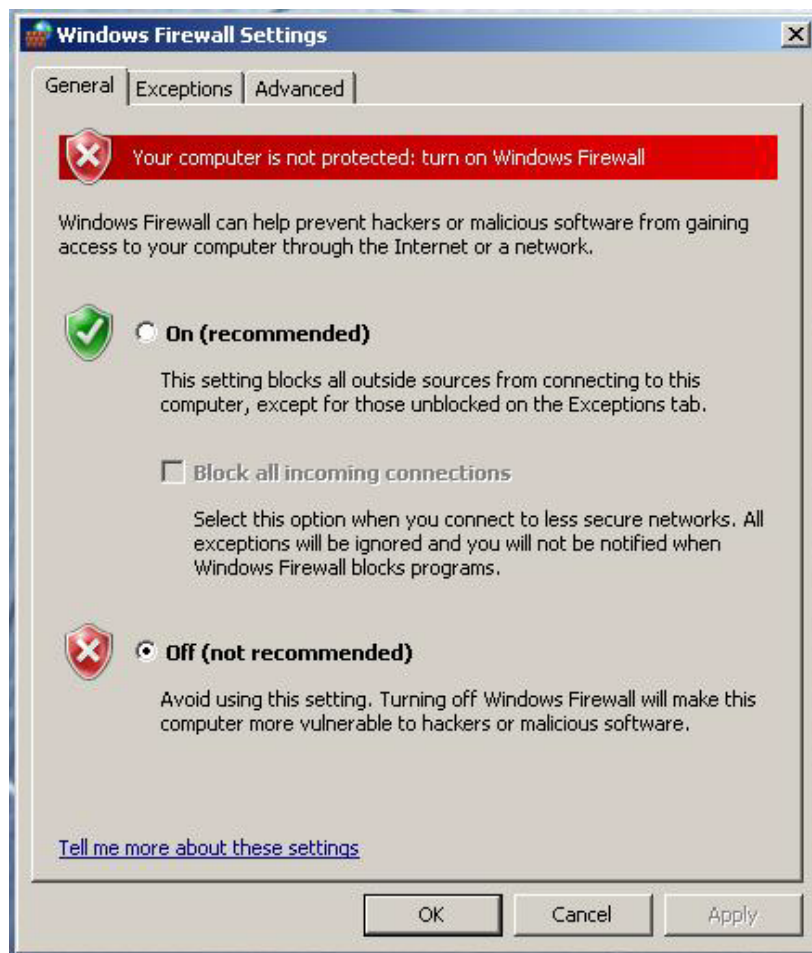 Windows Firewall Settings
General
Exceptions
Advanced
Your computer is not protected: turn on Windows Firewall
Windows Firewall can help prevent hackers or malicious software from gaining
access to your computer through the Internet or a network.
On (recommended)
This setting blocks all outside sources from connecting to this
computer, except for those unblocked on the Exceptions tab.
Block all incoming connections
Select this option when you connect to less secure networks. All
exceptions will be ignored and you will not be notified when
Windows Firewall blocks programs.
Off (not recommended)
Avoid using this setting. Turning off Windows Firewall will make this
computer more vulnerable to hackers or malicious software.
Tell me more about these settings
OK
Cancel
Apply